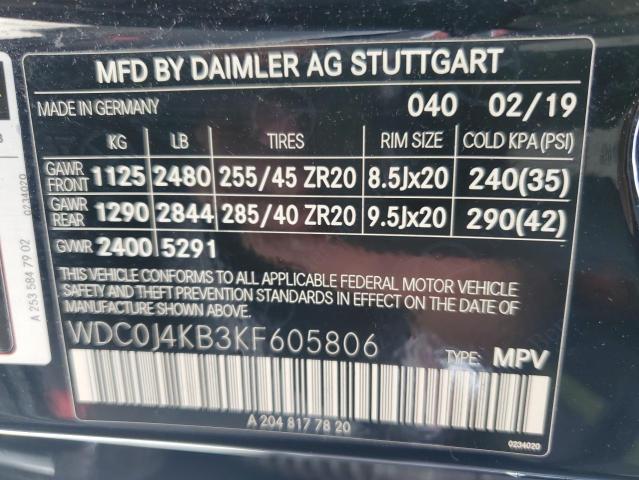 MFD BY DAIMLER AG STUTTGART
MADE IN GERMANY 040 02/19
KG LB TIRES RIM SIZE COLD KPA(PSI)
GAWR FRONT 1125 2480 255/45 ZR20 8.5Jx20 240(35)
GAWR REAR 1290 2844 285/40 ZR20 9.5Jx20 290(42)
GVWR 2400 5291
THIS VEHICLE CONFORMS TO ALL APPLICABLE FEDERAL MOTOR VEHICLE
SAFETY AND THEFT PREVENTION STANDARDS IN EFFECT ON THE DATE OF
MANUFACTURE SHOWN ABOVE.
WDC0J4KB3KF605806 TYPE: MPV
A 204 817 78 20
0234020
A 253 584 79 02
0234020